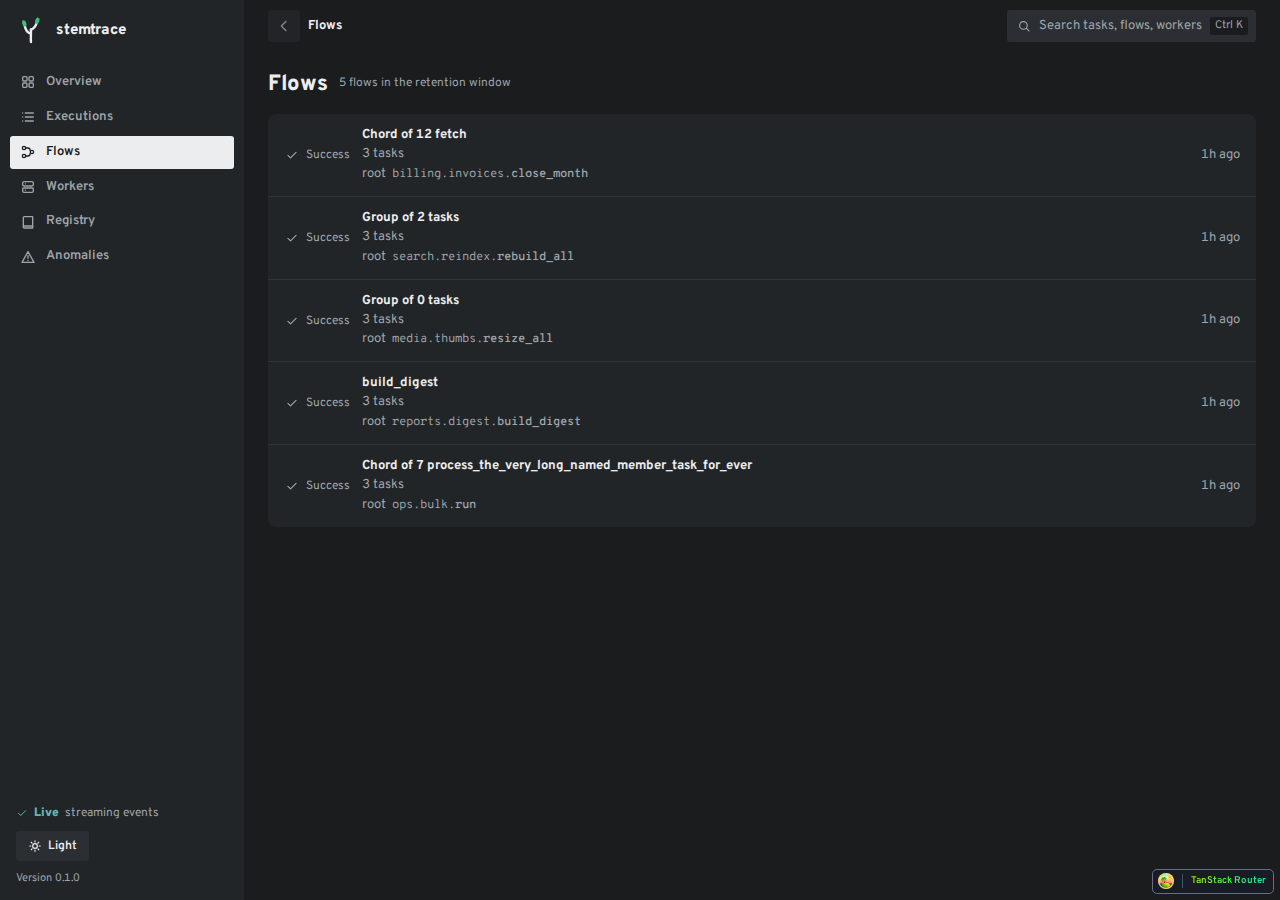 stemtrace
Overview
Executions
Flows
Workers
Registry
Anomalies
Live streaming events
Light
Version 0.1.0
Flows
Search tasks, flows, workers Ctrl K
Flows 5 flows in the retention window
Chord of 12 fetch
Success 3 tasks 1h ago
root billing.invoices.close_month
Group of 2 tasks
Success 3 tasks 1h ago
root search.reindex.rebuild_all
Group of 0 tasks
Success 3 tasks 1h ago
root media.thumbs.resize_all
build_digest
Success 3 tasks 1h ago
root reports.digest.build_digest
Chord of 7 process_the_very_long_named_member_task_for_ever
Success 3 tasks 1h ago
root ops.bulk.run
TanStack Router